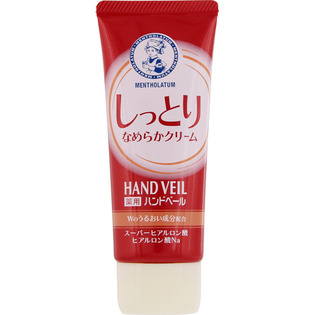 MENTHOLATUM
しっとり
なめらかクリーム
HAND VEIL
薬用 ハンドベール
Wのうるおい成分配合
スーパーヒアルロン酸
ヒアルロン酸Na